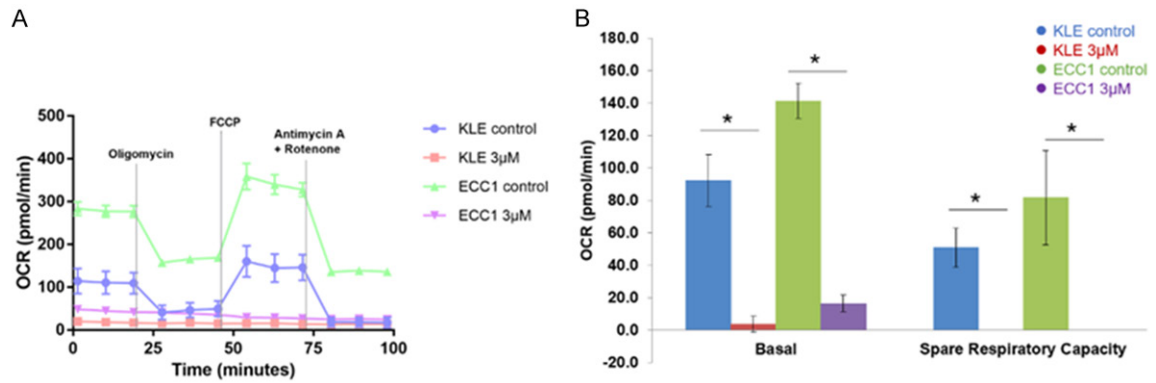 A
500
400
300
200
100
0
OCR (pmol/min)
0
25
50
75
100
Time (minutes)
Oligomycin
FCCP
Antimycin A
+ Rotenone
KLE control
KLE 3µM
ECC1 control
ECC1 3µM
B
180.0
160.0
140.0
120.0
100.0
80.0
60.0
40.0
20.0
0.0
-20.0
OCR (pmol/min)
*
*
*
*
Basal
Spare Respiratory Capacity
KLE control
KLE 3µM
ECC1 control
ECC1 3µM